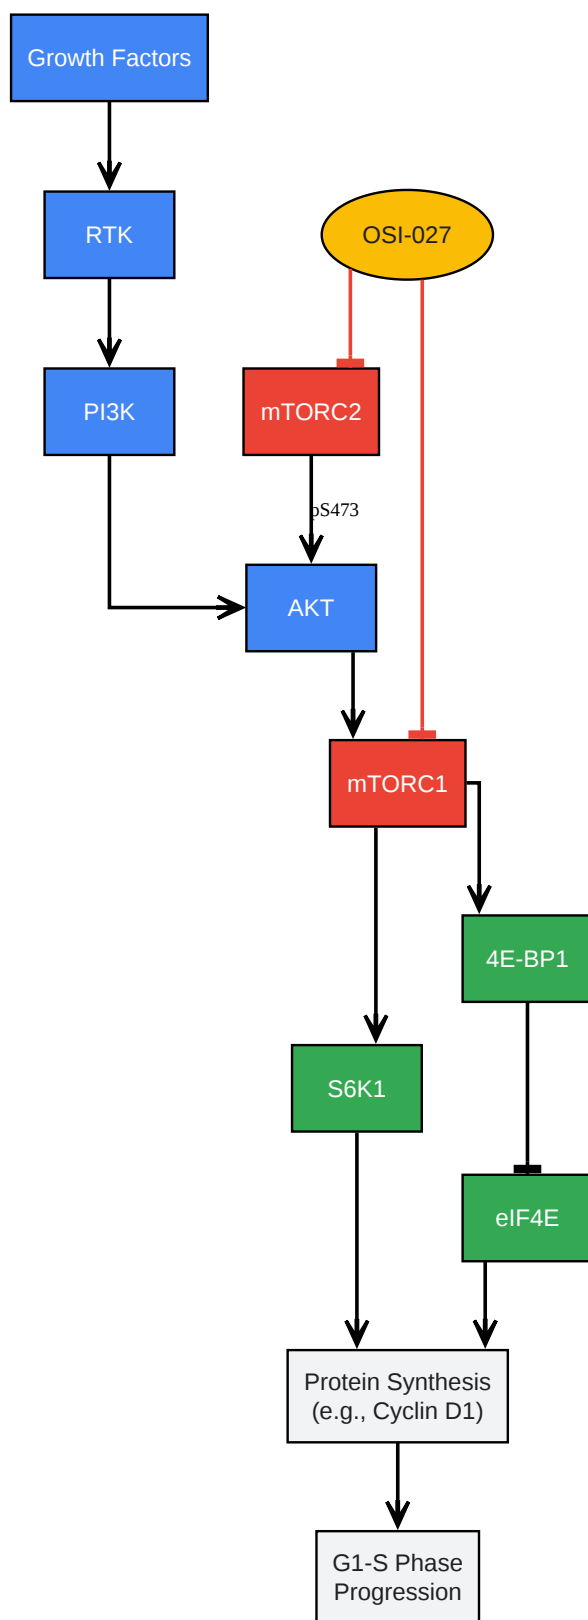 Growth Factors
RTK
OSI-027
PI3K
mTORC2
pS473
AKT
mTORC1
4E-BP1
S6K1
eIF4E
Protein Synthesis
(e.g., Cyclin D1)
G1-S Phase
Progression